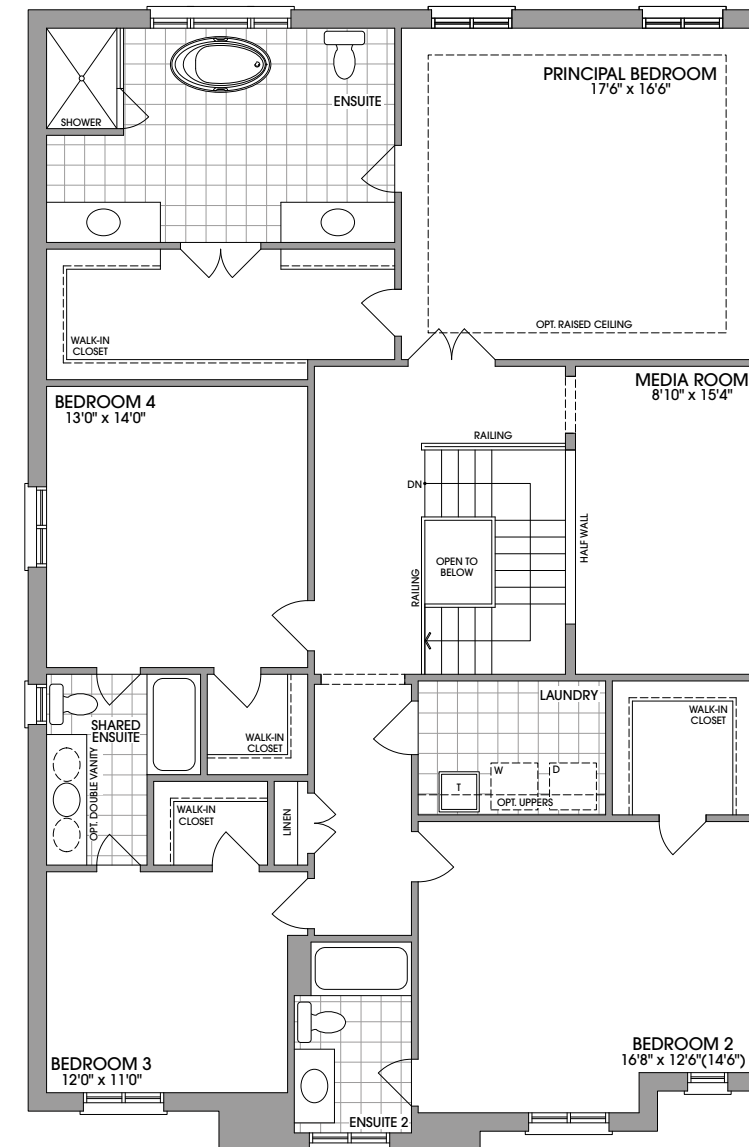 PRINCIPAL BEDROOM
17'6" x 16'6"
ENSUITE
SHOWER
OPT. RAISED CEILING
WALK-IN
CLOSET
MEDIA ROOM
8'10" x 15'4"
BEDROOM 4
13'0" x 14'0"
RAILING
DN
HALF WALL
OPEN TO
BELOW
RAILING
LAUNDRY
WALK-IN
CLOSET
SHARED
ENSUITE
WALK-IN
CLOSET
OPT. DOUBLE VANITY
W
D
T
OPT. UPPERS
WALK-IN
CLOSET
LINEN
BEDROOM 2
16'8" x 12'6"(14'6")
BEDROOM 3
12'0" x 11'0"
ENSUITE 2